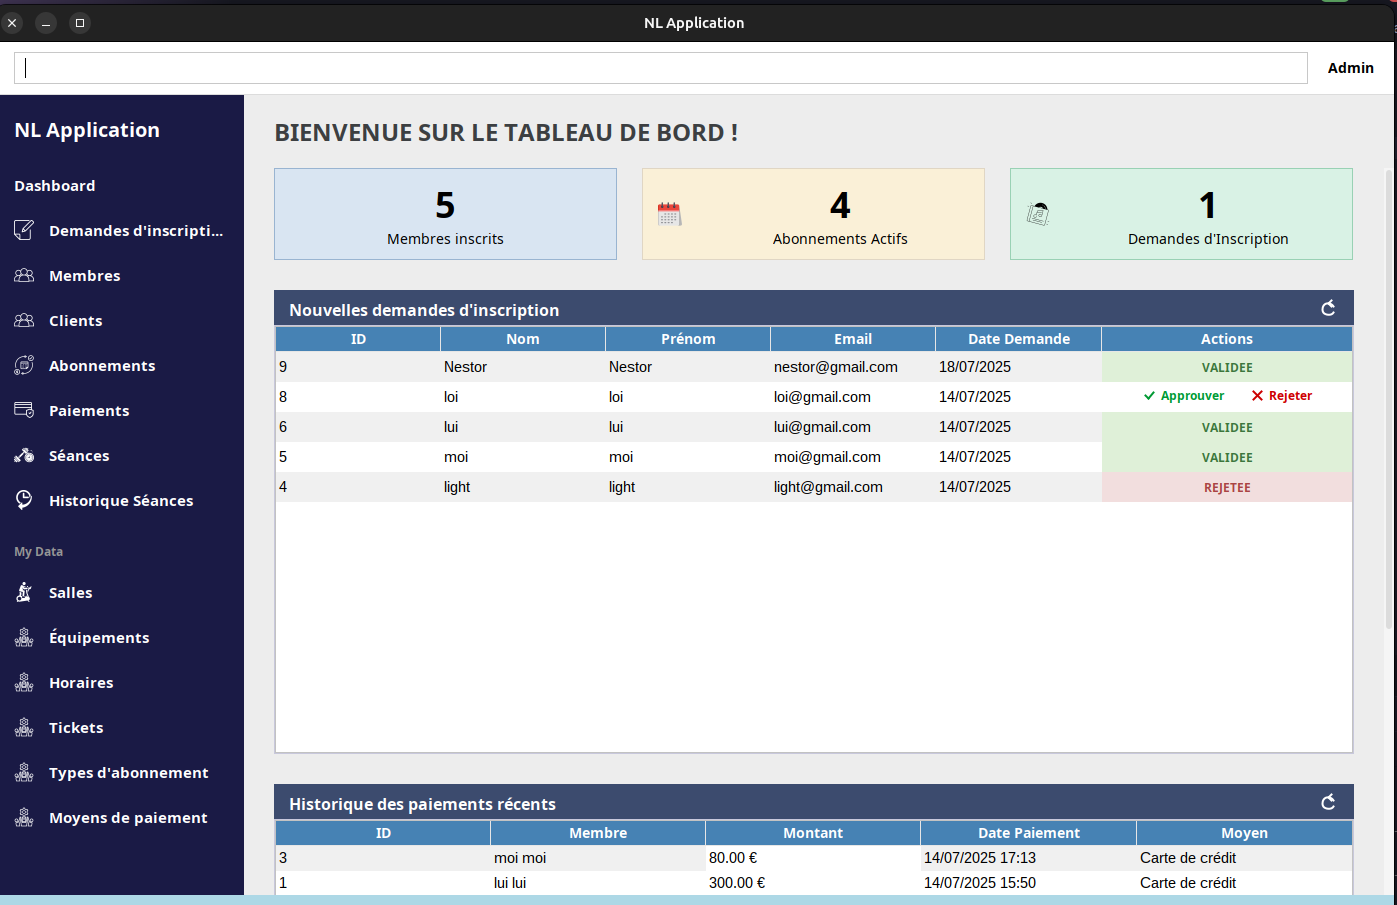 NL Application
Admin
NL Application
Dashboard
Demandes d'inscripti...
Membres
Clients
Abonnements
Paiements
Séances
Historique Séances
My Data
Salles
Équipements
Horaires
Tickets
Types d'abonnement
Moyens de paiement
BIENVENUE SUR LE TABLEAU DE BORD !
5
Membres inscrits
4
Abonnements Actifs
1
Demandes d'Inscription
Nouvelles demandes d'inscription
ID Nom Prénom Email Date Demande Actions
9 Nestor Nestor nestor@gmail.com 18/07/2025 VALIDEE
8 loi loi loi@gmail.com 14/07/2025 Approuver Rejeter
6 lui lui lui@gmail.com 14/07/2025 VALIDEE
5 moi moi moi@gmail.com 14/07/2025 VALIDEE
4 light light light@gmail.com 14/07/2025 REJETEE
Historique des paiements récents
ID Membre Montant Date Paiement Moyen
3 moi moi 80.00 € 14/07/2025 17:13 Carte de crédit
1 lui lui 300.00 € 14/07/2025 15:50 Carte de crédit